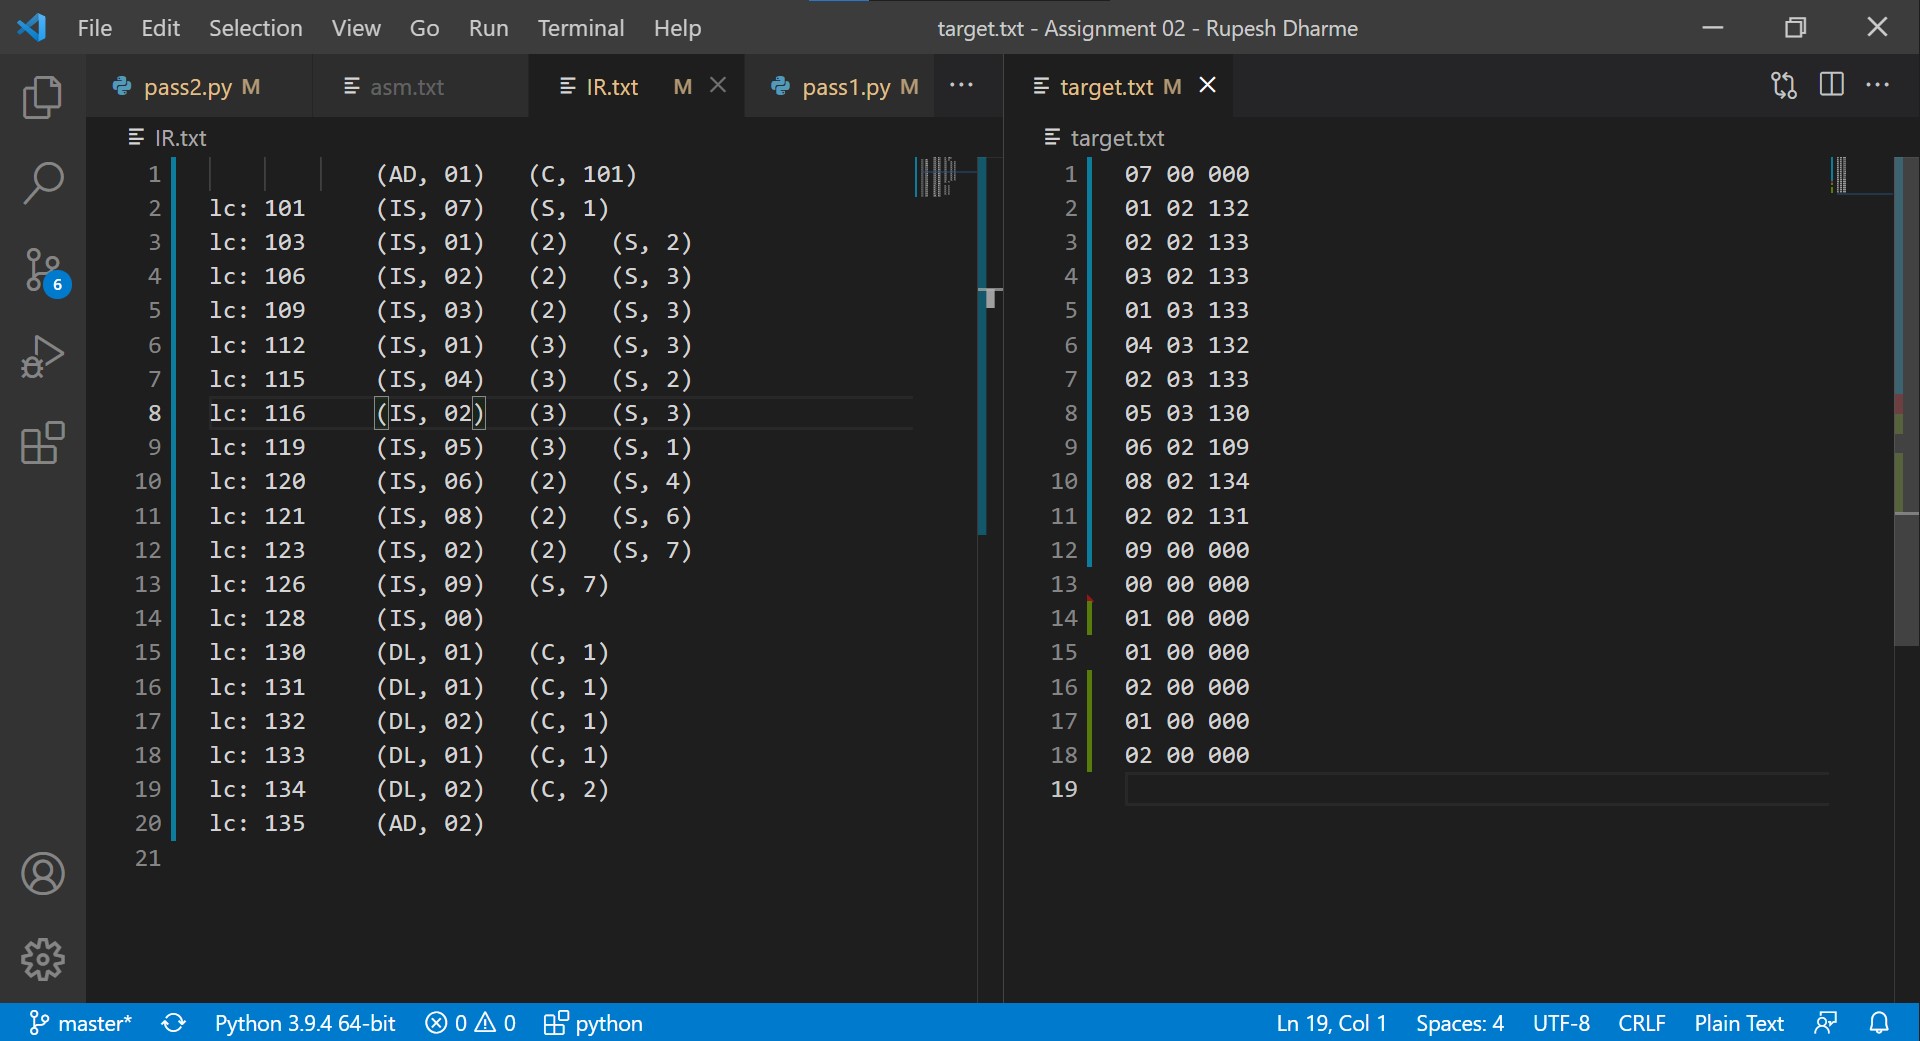 File Edit Selection View Go Run Terminal Help
target.txt - Assignment 02 - Rupesh Dharme
pass2.py M
asm.txt
IR.txt M
pass1.py M
IR.txt
1 (AD, 01) (C, 101)
2 lc: 101 (IS, 07) (S, 1)
3 lc: 103 (IS, 01) (2) (S, 2)
4 lc: 106 (IS, 02) (2) (S, 3)
5 lc: 109 (IS, 03) (2) (S, 3)
6 lc: 112 (IS, 01) (3) (S, 3)
7 lc: 115 (IS, 04) (3) (S, 2)
8 lc: 116 (IS, 02) (3) (S, 3)
9 lc: 119 (IS, 05) (3) (S, 1)
10 lc: 120 (IS, 06) (2) (S, 4)
11 lc: 121 (IS, 08) (2) (S, 6)
12 lc: 123 (IS, 02) (2) (S, 7)
13 lc: 126 (IS, 09) (S, 7)
14 lc: 128 (IS, 00)
15 lc: 130 (DL, 01) (C, 1)
16 lc: 131 (DL, 01) (C, 1)
17 lc: 132 (DL, 02) (C, 1)
18 lc: 133 (DL, 01) (C, 1)
19 lc: 134 (DL, 02) (C, 2)
20 lc: 135 (AD, 02)
21
target.txt M
target.txt
1 07 00 000
2 01 02 132
3 02 02 133
4 03 02 133
5 01 03 133
6 04 03 132
7 02 03 133
8 05 03 130
9 06 02 109
10 08 02 134
11 02 02 131
12 09 00 000
13 00 00 000
14 01 00 000
15 01 00 000
16 02 00 000
17 01 00 000
18 02 00 000
19
6
master* Python 3.9.4 64-bit 0 0 python
Ln 19, Col 1 Spaces: 4 UTF-8 CRLF Plain Text